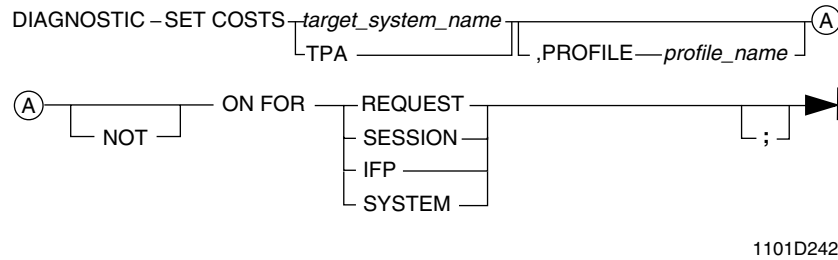 DIAGNOSTIC SET COSTS target_system_name A
TPA ,PROFILE profile_name
A ON FOR REQUEST
NOT SESSION ;
IFP
SYSTEM
1101D242